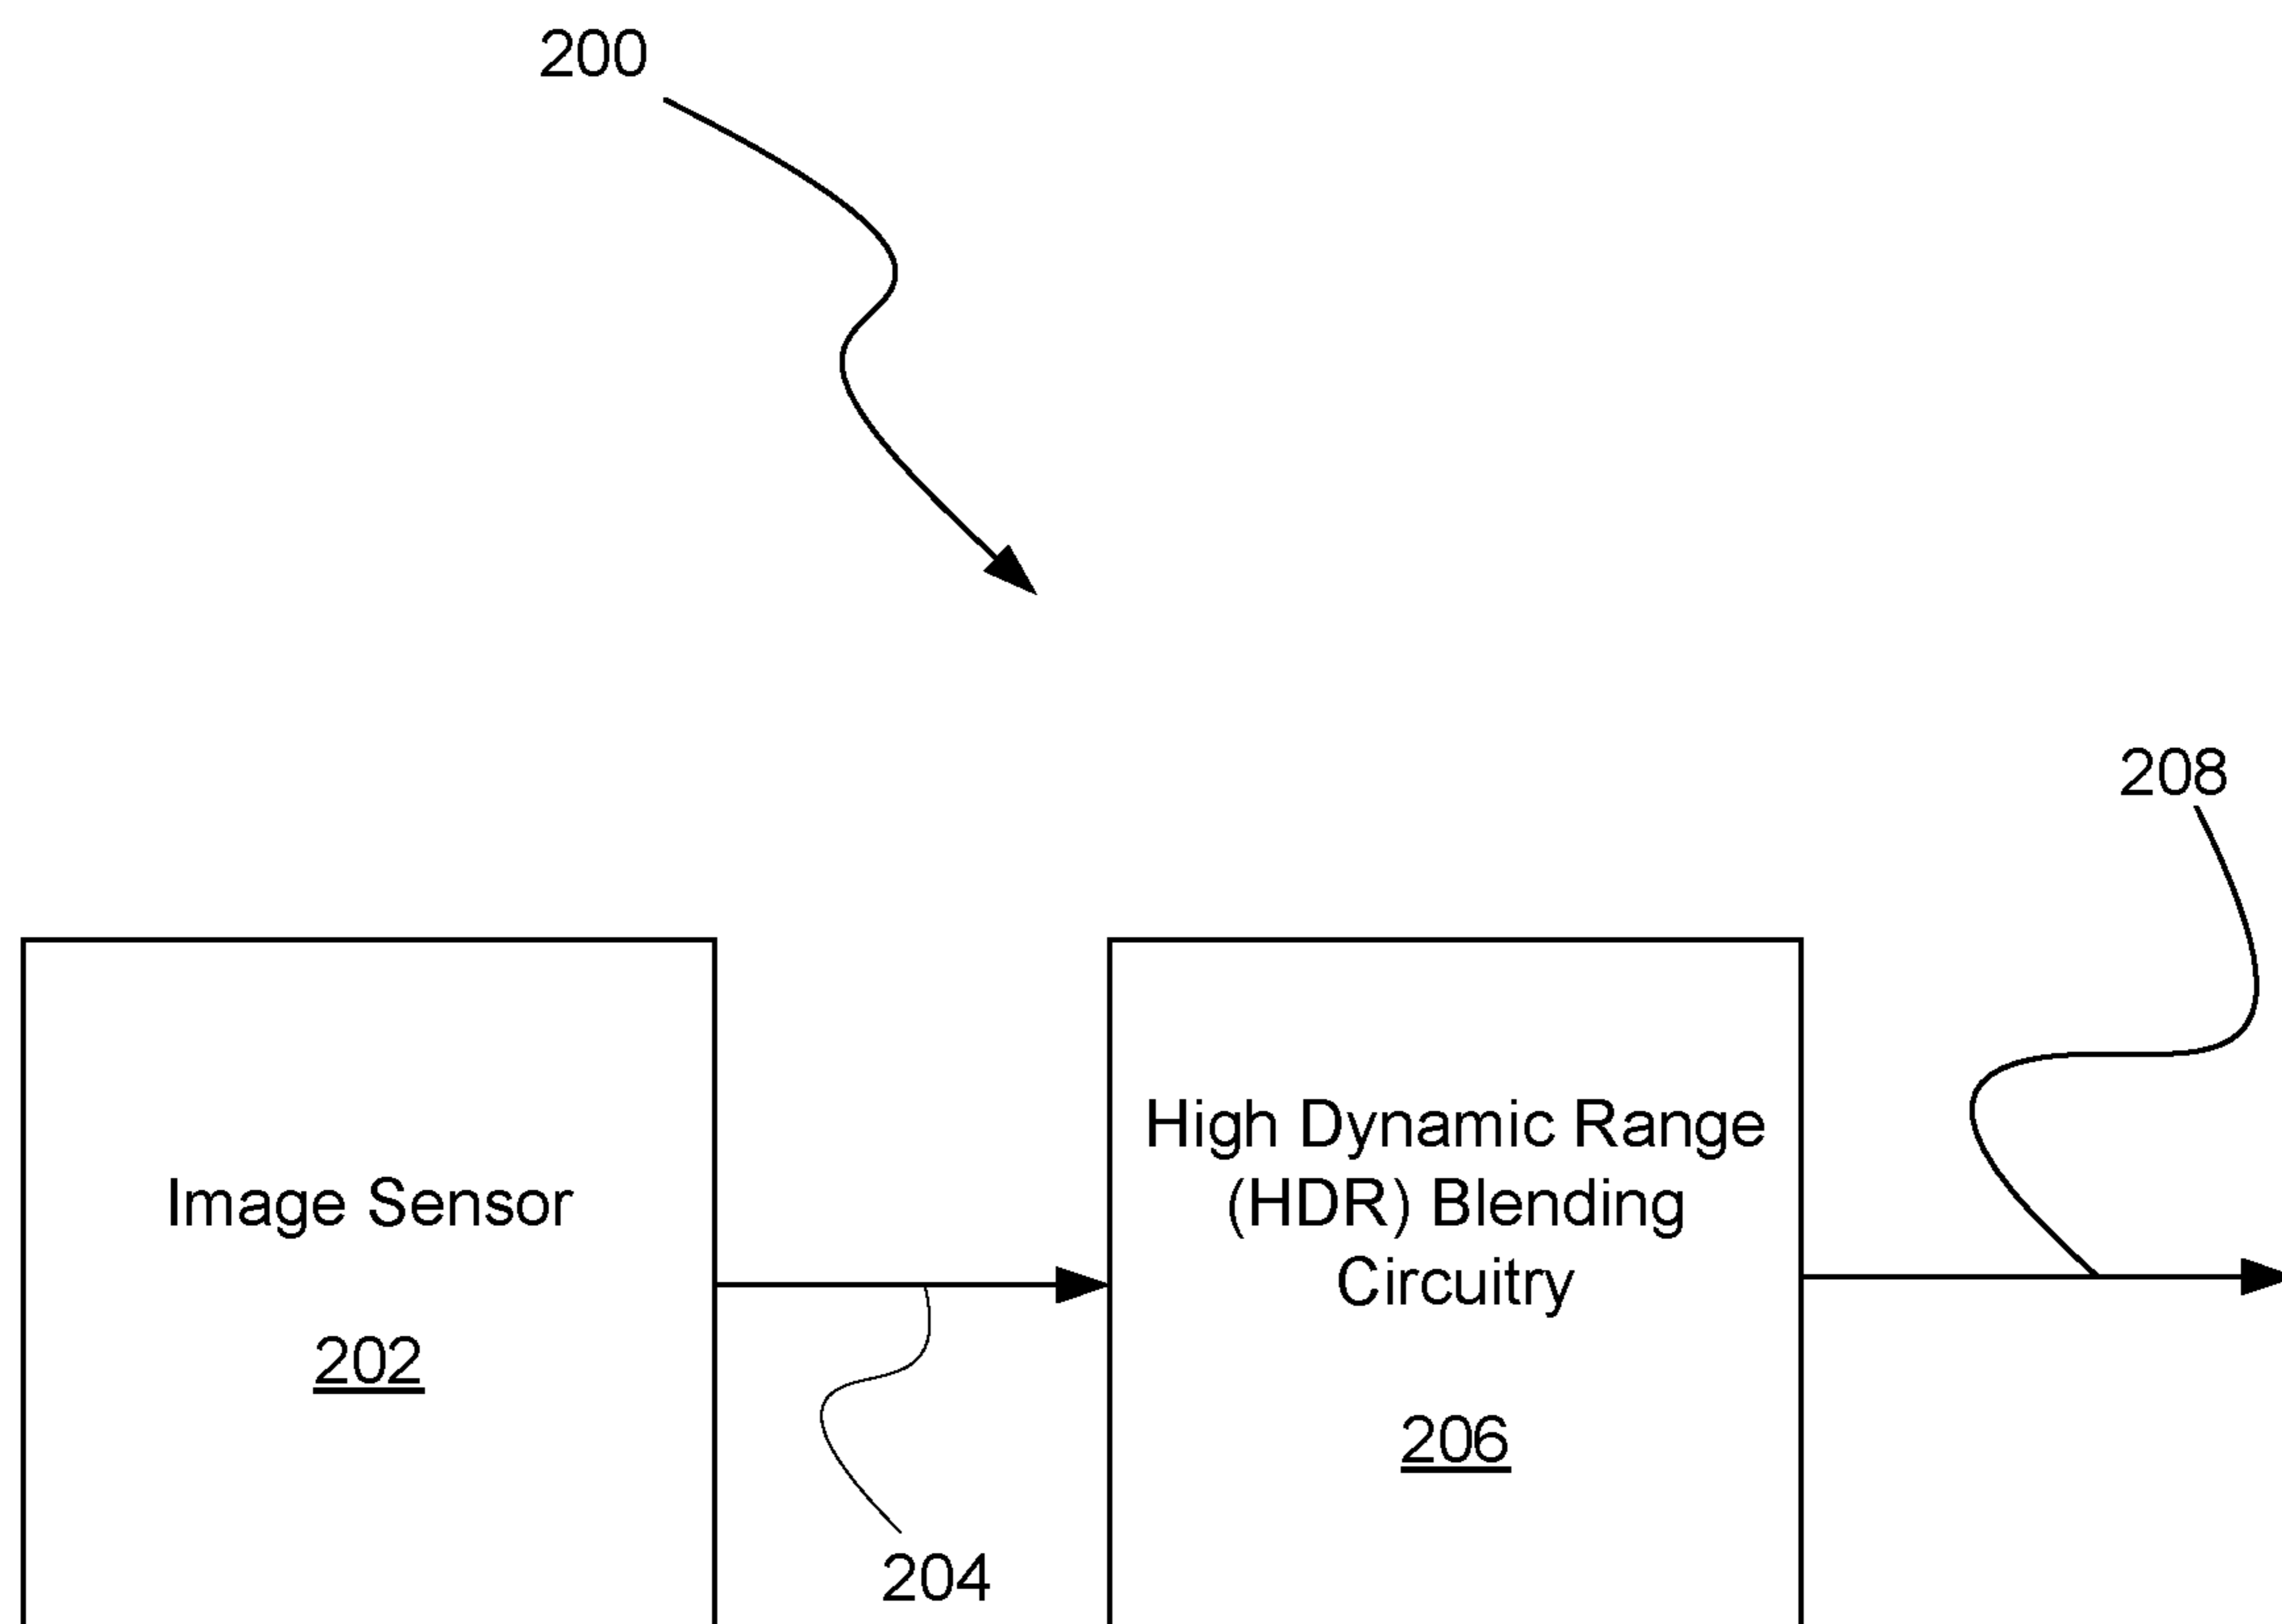 200
208
Image Sensor
202
204
High Dynamic Range
(HDR) Blending
Circuitry
206